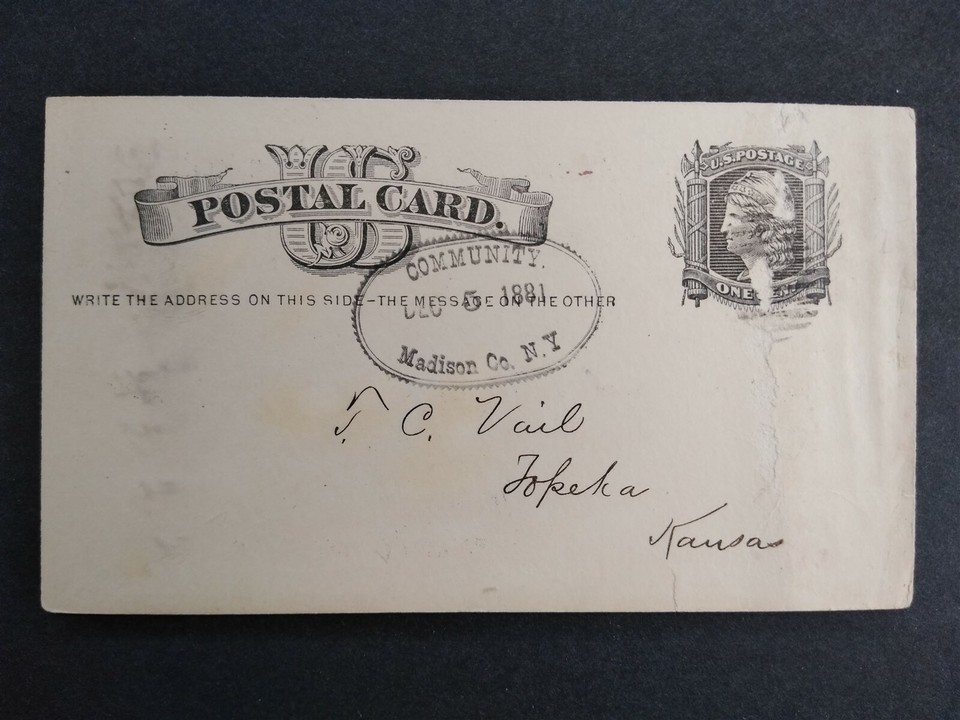 US
POSTAL CARD.
U.S. POSTAGE
ONE
WRITE THE ADDRESS ON THIS SIDE-THE MESSAGE ON THE OTHER
COMMUNITY.
DEC 5 1881
Madison Co. N.Y
T. C. Vail
Topeka
Kansas